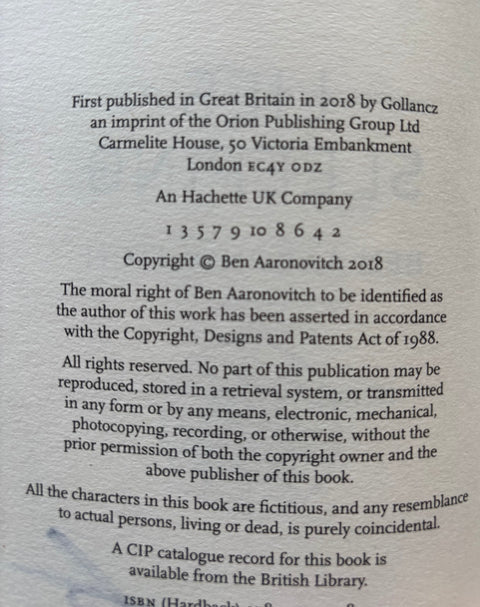 First published in Great Britain in 2018 by Gollancz
an imprint of the Orion Publishing Group Ltd
Carmelite House, 50 Victoria Embankment
London EC4Y 0DZ
An Hachette UK Company
1 3 5 7 9 10 8 6 4 2
Copyright © Ben Aaronovitch 2018
The moral right of Ben Aaronovitch to be identified as
the author of this work has been asserted in accordance
with the Copyright, Designs and Patents Act of 1988.
All rights reserved. No part of this publication may be
reproduced, stored in a retrieval system, or transmitted
in any form or by any means, electronic, mechanical,
photocopying, recording, or otherwise, without the
prior permission of both the copyright owner and the
above publisher of this book.
All the characters in this book are fictitious, and any resemblance
to actual persons, living or dead, is purely coincidental.
A CIP catalogue record for this book is
available from the British Library.
ISBN (Hardback)